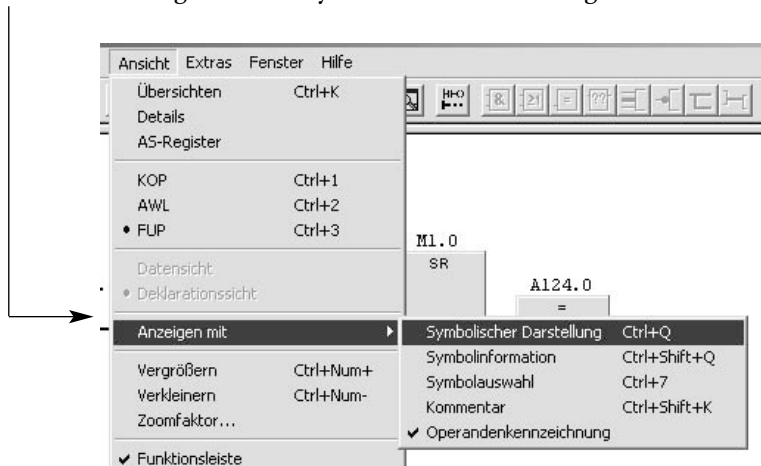 Ansicht Extras Fenster Hilfe
Übersichten Ctrl+K
Details
AS-Register
KOP Ctrl+1
AWL Ctrl+2
• FUP Ctrl+3
Datensicht
• Deklarationssicht
Anzeigen mit
Vergrößern Ctrl+Num+
Verkleinern Ctrl+Num-
Zoomfaktor...
✓ Funktionsleiste
& ≥1 = ??
M1.0
SR
A124.0
=
Symbolischer Darstellung Ctrl+Q
Symbolinformation Ctrl+Shift+Q
Symbolauswahl Ctrl+7
Kommentar Ctrl+Shift+K
✓ Operandenkennzeichnung